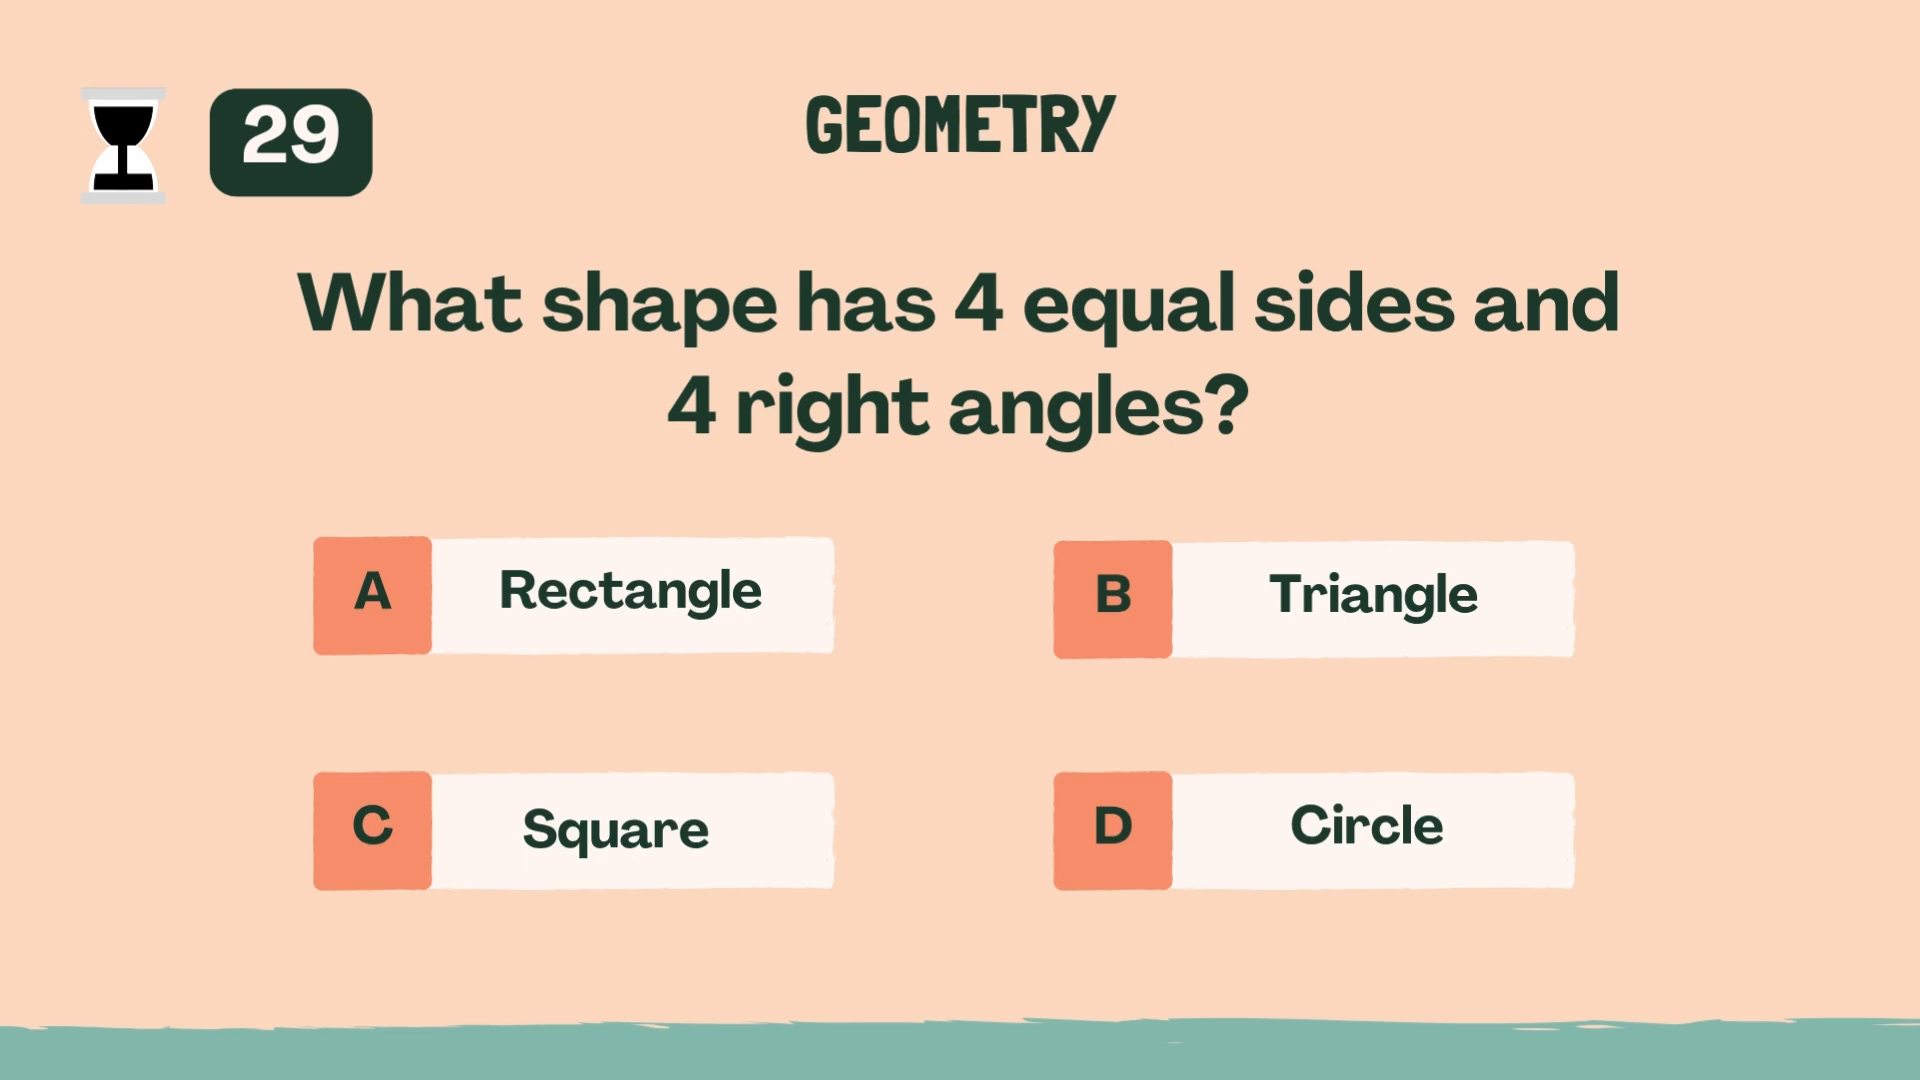 29
GEOMETRY
What shape has 4 equal sides and
4 right angles?
A Rectangle
B Triangle
C Square
D Circle